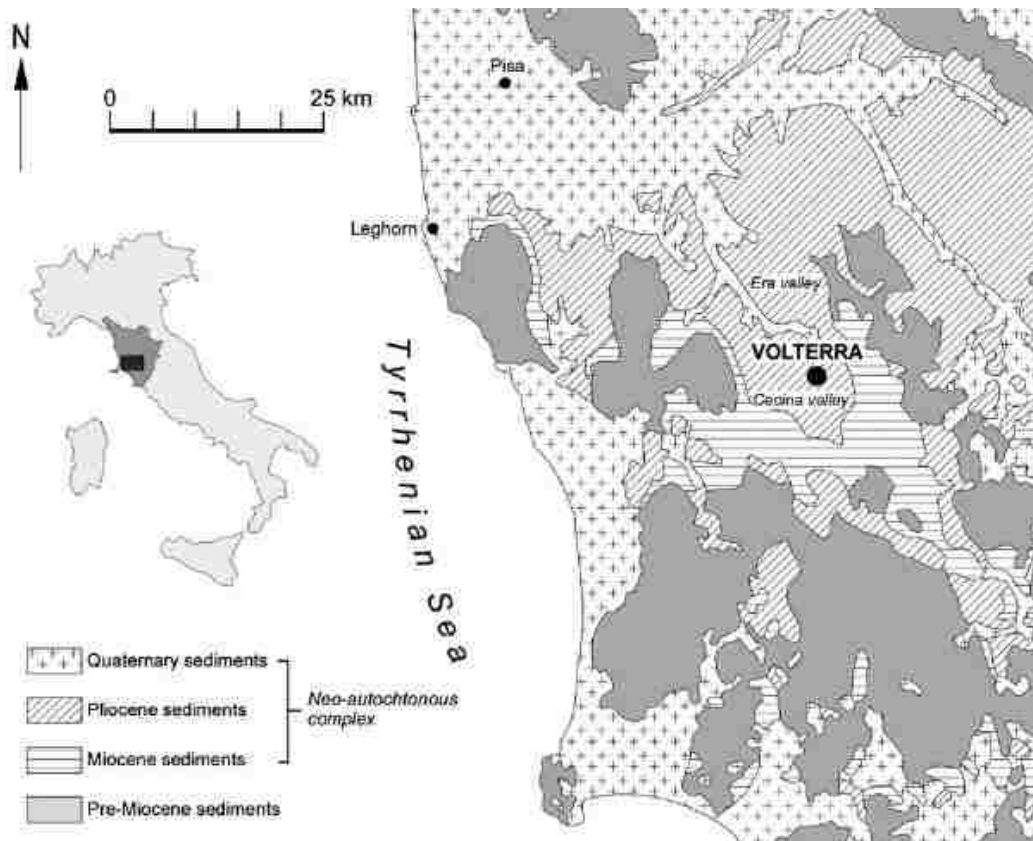 N
0 25 km
Pisa
Leghorn
Era valley
VOLTERRA
Cecina valley
Tyrrhenian Sea
Quaternary sediments
Pliocene sediments
Neo-autochtonous
complex
Miocene sediments
Pre-Miocene sediments